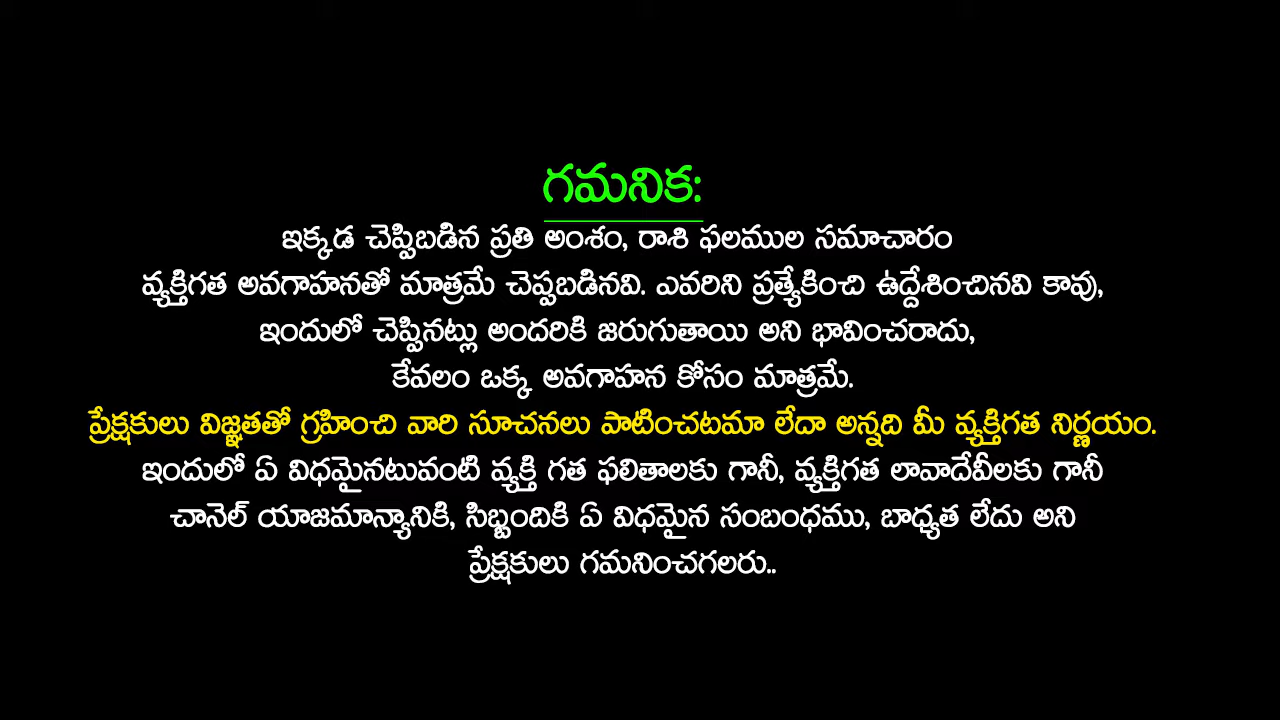 గమనిక:
ఇక్కడ చెప్పిబడిన ప్రతి అంశం, రాశి ఫలముల సమాచారం
వ్యక్తిగత అవగాహనతో మాత్రమే చెప్పబడినవి. ఎవరిని ప్రత్యేకించి ఉద్దేశించినవి కావు,
ఇందులో చెప్పినట్లు అందరికి జరుగుతాయి అని భావించరాదు,
కేవలం ఒక్క అవగాహన కోసం మాత్రమే.
ప్రేక్షకులు విజ్ఞతతో గ్రహించి వారి సూచనలు పాటించటమా లేదా అన్నది మీ వ్యక్తిగత నిర్ణయం.
ఇందులో ఏ విధమైనటువంటి వ్యక్తి గత ఫలితాలకు గానీ, వ్యక్తిగత లావాదేవీలకు గానీ
చానెల్ యాజమాన్యానికి, సిబ్బందికి ఏ విధమైన సంబంధము, బాధ్యత లేదు అని
ప్రేక్షకులు గమనించగలరు..